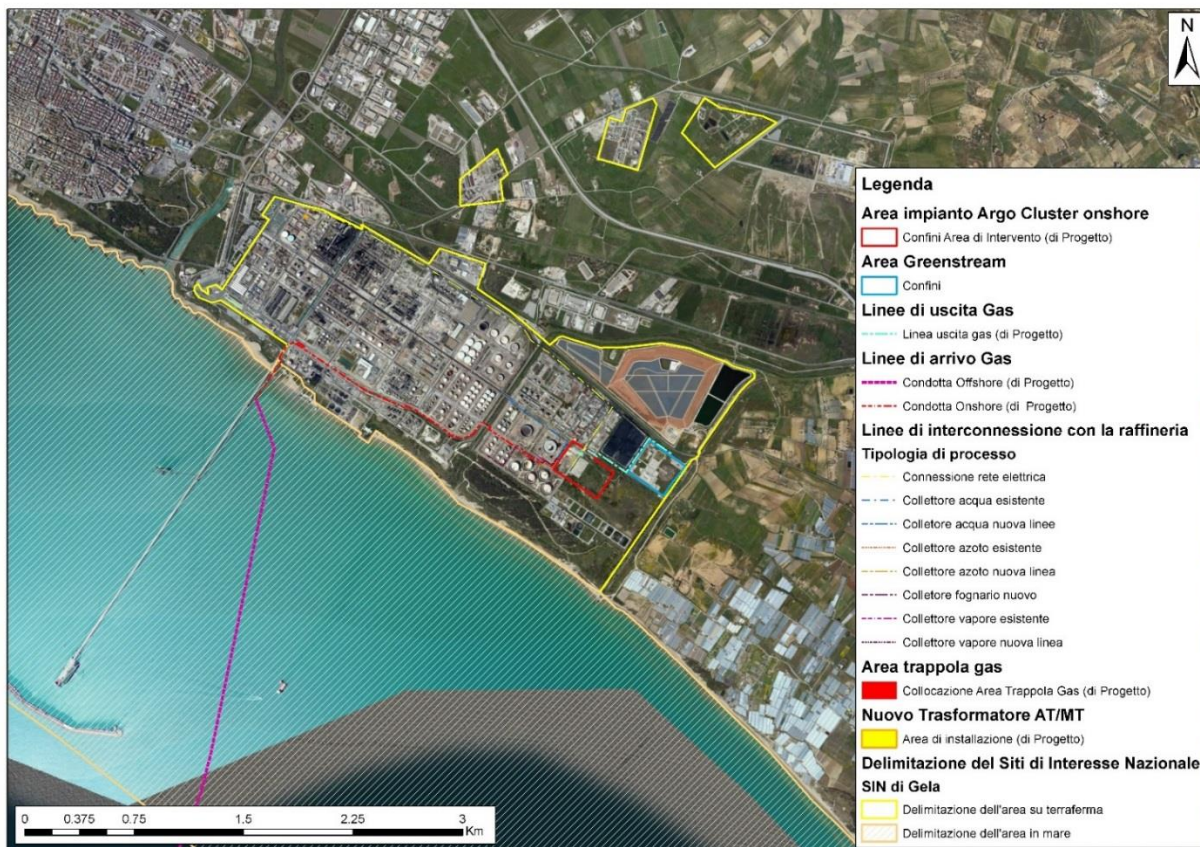 N
Legenda
Area impianto Argo Cluster onshore
Confini Area di Intervento (di Progetto)
Area Greenstream
Confini
Linee di uscita Gas
Linea uscita gas (di Progetto)
Linee di arrivo Gas
Condotta Offshore (di Progetto)
Condotta Onshore (di Progetto)
Linee di interconnessione con la raffineria
Tipologia di processo
Connessione rete elettrica
Collettore acqua esistente
Colletore acqua nuova linee
Collettore azoto esistente
Collettore azoto nuova linea
Colletore fognario nuovo
Collettore vapore esistente
Collettore vapore nuova linea
Area trappola gas
Collocazione Area Trappola Gas (di Progetto)
Nuovo Trasformatore AT/MT
Area di installazione (di Progetto)
Delimitazione del Siti di Interesse Nazionale
SIN di Gela
Delimitazione dell'area su terraferma
Delimitazione dell'area in mare
0 0.375 0.75 1.5 2.25 3
Km